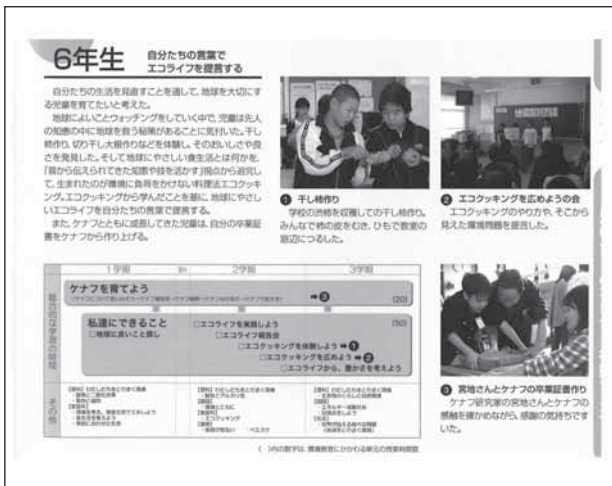 6年生
自分たちの言葉で
エコライフを提言する
自分たちの生活を見直すことを通して、地球を大切にす
る児童を育てたいと考えた。
地球によいことウォッチングをしていく中で、児童は先人
の知恵の中に地球を救う秘策があることに気付いた。干し
柿作り、切り干し大根作りなどを体験し、そのおいしさや良
さを発見した。そして地球にやさしい食生活とは何かを、
「昔から伝えられてきた知恵や技を活かす」視点から追究し
て、生まれたのが環境に負荷をかけない料理法エコクッキ
ング。エコクッキングから学んだことを基に、地球にやさし
いエコライフを自分たちの言葉で提言する。
また、ケナフとともに成長してきた児童は、自分の卒業証
書をケナフから作り上げる。
❶ 干し柿作り
学校の渋柿を収穫しての干し柿作り。
みんなで柿の皮をむき、ひもで教室の
窓辺につるした。
❷ エコクッキングを広めようの会
エコクッキングのやり方や、そこから
見えた環境問題を提言した。
1学期
2学期
3学期
総合的な学習の時間
ケナフを育てよう
➡❸
(20)
私達にできること
(50)
□地球に良いこと探し
□エコライフを実践しよう
□エコライフ報告会
□エコクッキングを体験しよう ➡❶
□エコクッキングを広めよう ➡❷
□エコライフから、豊かさを考えよう
その他
❸ 宮地さんとケナフの卒業証書作り
ケナフ研究家の宮地さんとケナフの
感触を確かめながら、感謝の気持ちです
いた。
( )内の数字は、環境教育にかかわる単元の授業時間数